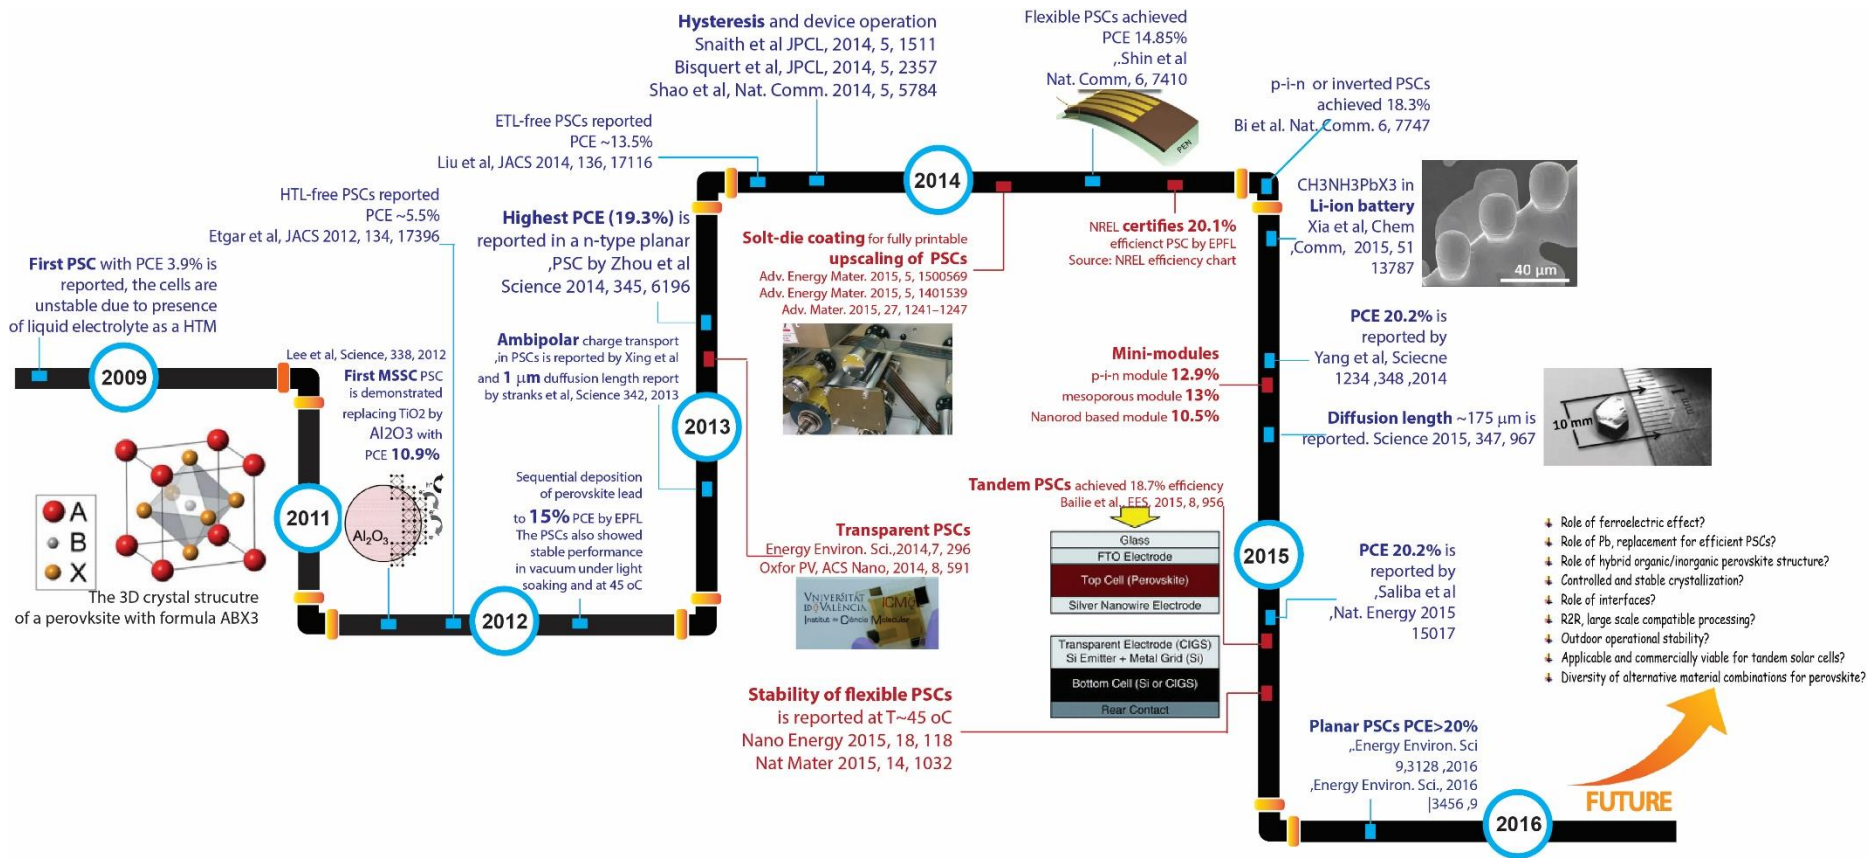 First PSC with PCE 3.9% is
reported, the cells are
unstable due to presence
of liquid electrolyte as a HTM
2009
A
B
X
The 3D crystal strucutre
of a perovksite with formula ABX3
2011
Lee et al, Science, 338, 2012
First MSSC PSC
is demonstrated
replacing TiO2 by
Al2O3 with
PCE 10.9%
Al2O3
HTL-free PSCs reported
PCE ~5.5%
Etgar et al, JACS 2012, 134, 17396
2012
Sequential deposition
of perovskite lead
to 15% PCE by EPFL
The PSCs also showed
stable performance
in vacuum under light
soaking and at 45 oC
Ambipolar charge transport
,in PSCs is reported by Xing et al
and 1 μm duffusion length report
by stranks et al, Science 342, 2013
2013
Highest PCE (19.3%) is
reported in a n-type planar
,PSC by Zhou et al
Science 2014, 345, 6196
Transparent PSCs
Energy Environ. Sci.,2014,7, 296
Oxfor PV, ACS Nano, 2014, 8, 591
VNIVERSITAT
ID VALÈNCIA
Institut de Ciència Molecular
ETL-free PSCs reported
PCE ~13.5%
Liu et al, JACS 2014, 136, 17116
Hysteresis and device operation
Snaith et al JPCL, 2014, 5, 1511
Bisquert et al, JPCL, 2014, 5, 2357
Shao et al, Nat. Comm. 2014, 5, 5784
2014
Solt-die coating for fully printable
upscaling of PSCs
Adv. Energy Mater. 2015, 5, 1500569
Adv. Energy Mater. 2015, 5, 1401539
Adv. Mater. 2015, 27, 1241–1247
Flexible PSCs achieved
PCE 14.85%
,.Shin et al
Nat. Comm, 6, 7410
PEN
NREL certifies 20.1%
efficienct PSC by EPFL
Source: NREL efficiency chart
p-i-n or inverted PSCs
achieved 18.3%
Bi et al. Nat. Comm. 6, 7747
CH3NH3PbX3 in
Li-ion battery
Xia et al, Chem
,Comm, 2015, 51
13787
40 μm
PCE 20.2% is
reported by
Yang et al, Sciecne
1234 ,348 ,2014
Mini-modules
p-i-n module 12.9%
mesoporous module 13%
Nanorod based module 10.5%
Diffusion length ~175 μm is
reported. Science 2015, 347, 967
10 mm
Tandem PSCs achieved 18.7% efficiency
Bailie et al. EES, 2015, 8, 956
Glass
FTO Electrode
Top Cell (Perovskite)
Silver Nanowire Electrode
Transparent Electrode (CIGS)
Si Emitter + Metal Grid (Si)
Bottom Cell (Si or CIGS)
Rear Contact
2015
PCE 20.2% is
reported by
,Saliba et al
,Nat. Energy 2015
15017
Stability of flexible PSCs
is reported at T~45 oC
Nano Energy 2015, 18, 118
Nat Mater 2015, 14, 1032
Planar PSCs PCE>20%
,.Energy Environ. Sci
9,3128 ,2016
,Energy Environ. Sci., 2016
|3456 ,9
2016
FUTURE
Role of ferroelectric effect?
Role of Pb, replacement for efficient PSCs?
Role of hybrid organic/inorganic perovskite structure?
Controlled and stable crystallization?
Role of interfaces?
R2R, large scale compatible processing?
Outdoor operational stability?
Applicable and commercially viable for tandem solar cells?
Diversity of alternative material combinations for perovskite?